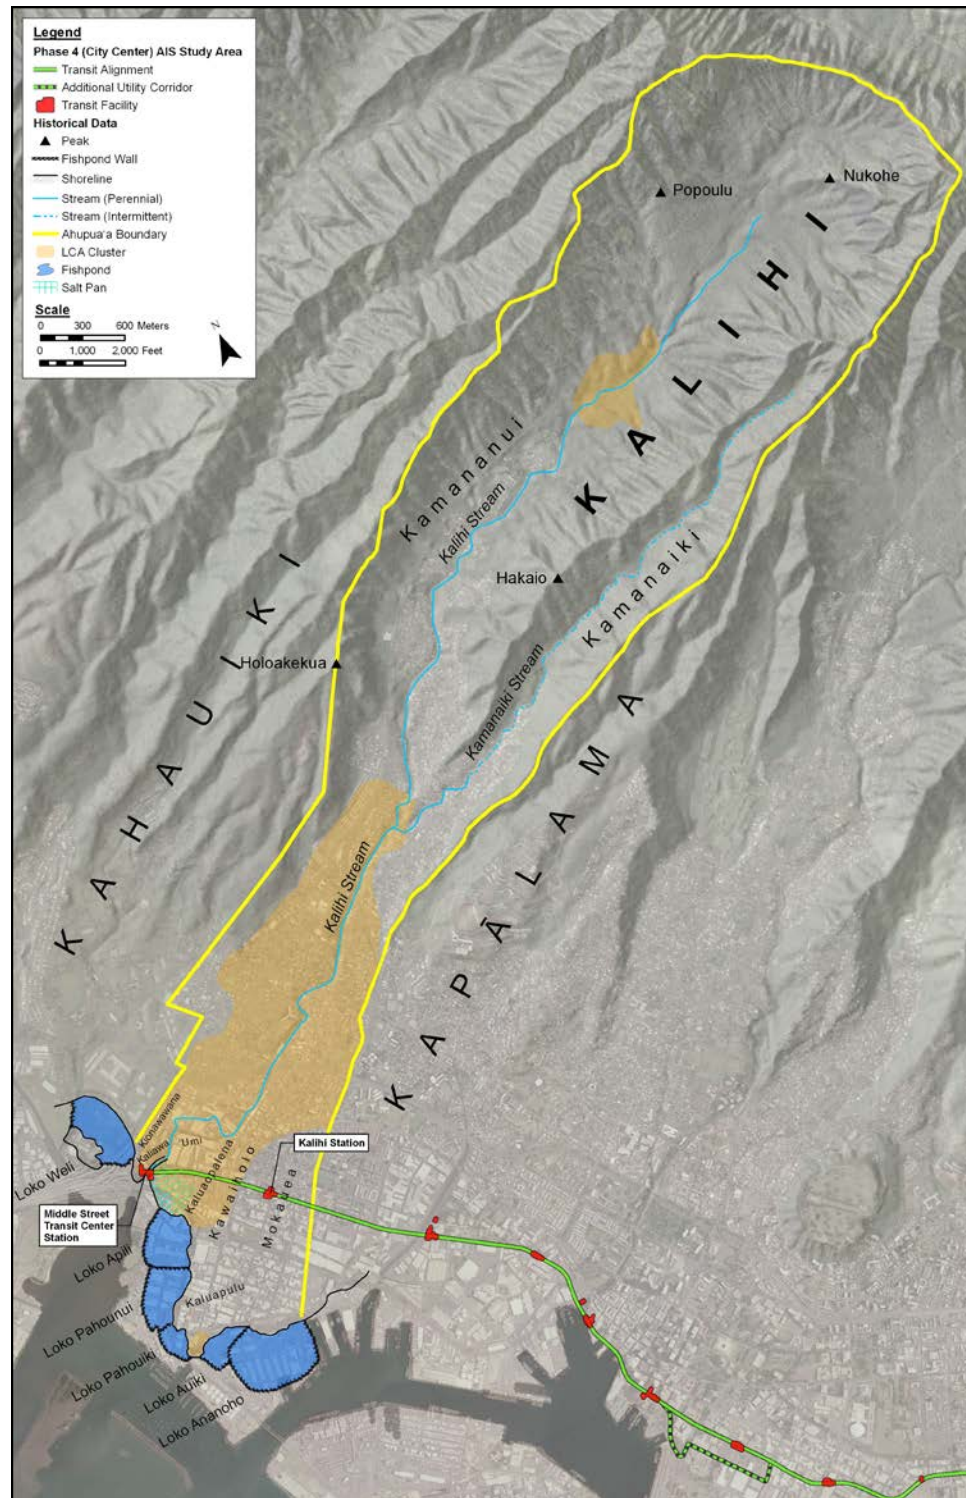 Legend
Phase 4 (City Center) AIS Study Area
Transit Alignment
Additional Utility Corridor
Transit Facility
Historical Data
Peak
Fishpond Wall
Shoreline
Stream (Perennial)
Stream (Intermittent)
Ahupua'a Boundary
LCA Cluster
Fishpond
Salt Pan
Scale
0 300 600 Meters
0 1,000 2,000 Feet
N
Popoulu
Nukohe
KALIHI
Kamananui
Kalihi Stream
Hakaio
Kamanaiki
Kamanaiki Stream
Holoakekua
KAHAUIKI
KAPĀLAMA
Kalihi Stream
Kionawawana
Kaliawa
'Umi
Kaluaopalena
Kawaiholo
Mokauea
Kalihi Station
Loko Weli
Middle Street
Transit Center
Station
Loko Apili
Kaluapulu
Loko Pahounui
Loko Pahouiki
Loko Auiki
Loko Ananoho